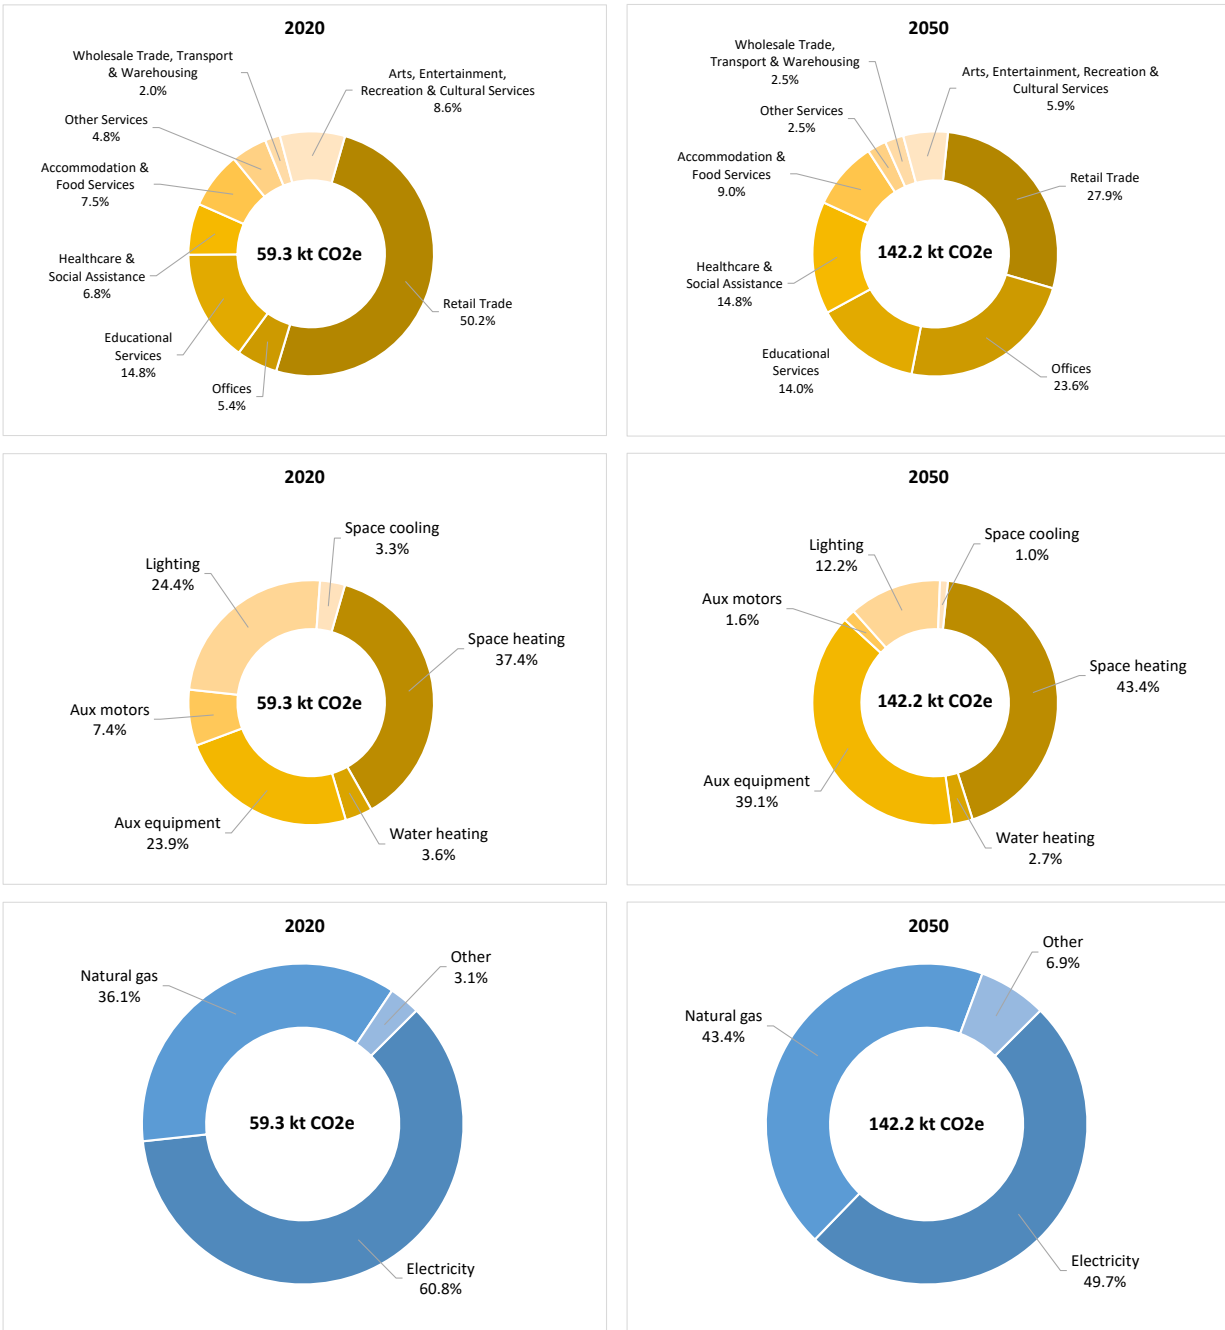 2020
Wholesale Trade, Transport
& Warehousing
2.0%
Arts, Entertainment,
Recreation & Cultural Services
8.6%
Other Services
4.8%
Accommodation &
Food Services
7.5%
Healthcare &
Social Assistance
6.8%
Educational
Services
14.8%
Offices
5.4%
Retail Trade
50.2%
59.3 kt CO2e
2050
Wholesale Trade,
Transport & Warehousing
2.5%
Arts, Entertainment, Recreation &
Cultural Services
5.9%
Other Services
2.5%
Accommodation &
Food Services
9.0%
Retail Trade
27.9%
Healthcare &
Social Assistance
14.8%
Educational
Services
14.0%
Offices
23.6%
142.2 kt CO2e
2020
Space cooling
3.3%
Lighting
24.4%
Space heating
37.4%
Aux motors
7.4%
Aux equipment
23.9%
Water heating
3.6%
59.3 kt CO2e
2050
Space cooling
1.0%
Lighting
12.2%
Aux motors
1.6%
Space heating
43.4%
Aux equipment
39.1%
Water heating
2.7%
142.2 kt CO2e
2020
Other
3.1%
Natural gas
36.1%
59.3 kt CO2e
Electricity
60.8%
2050
Other
6.9%
Natural gas
43.4%
142.2 kt CO2e
Electricity
49.7%